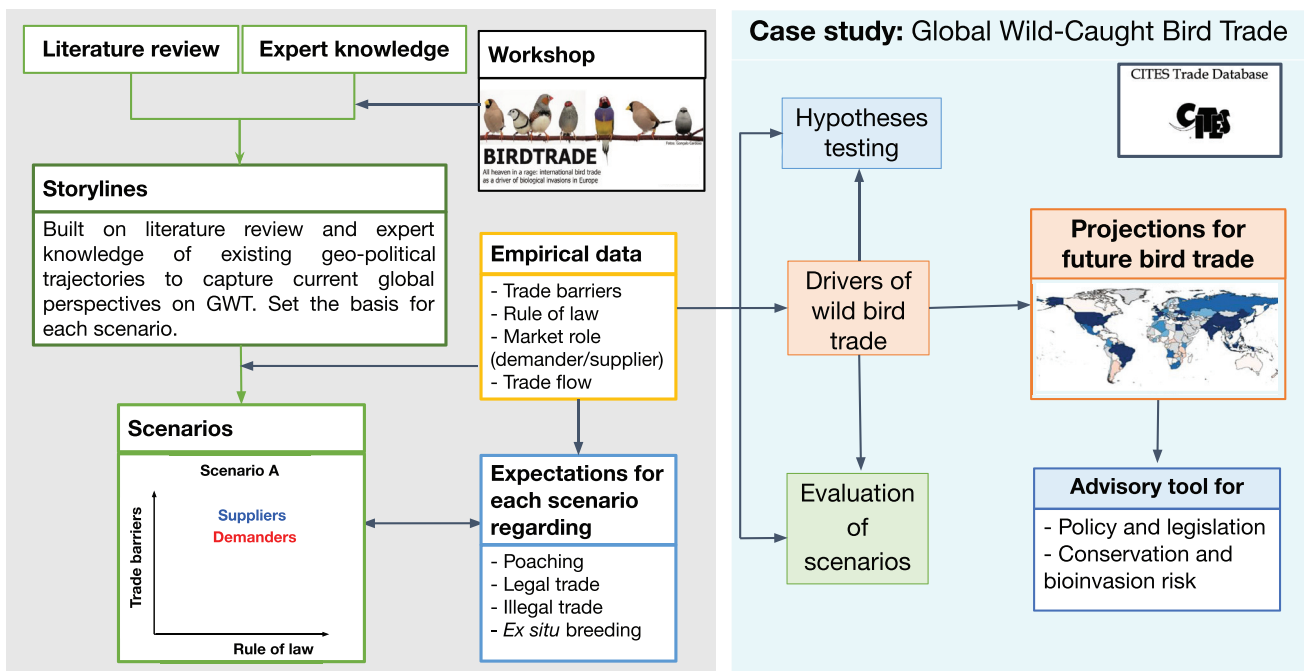 Literature review
Expert knowledge
Workshop
Fotos: Gonçalo Cardoso
BIRDTRADE
All heaven in a rage: international bird trade
as a driver of biological invasions in Europe
Storylines
Built on literature review and expert
knowledge of existing geo-political
trajectories to capture current global
perspectives on GWT. Set the basis for
each scenario.
Empirical data
- Trade barriers
- Rule of law
- Market role
(demander/supplier)
- Trade flow
Scenarios
Scenario A
Suppliers
Demanders
Trade barriers
Rule of law
Expectations for
each scenario
regarding
- Poaching
- Legal trade
- Illegal trade
- Ex situ breeding
Case study: Global Wild-Caught Bird Trade
CITES Trade Database
CITES
Hypotheses
testing
Drivers of
wild bird
trade
Evaluation
of
scenarios
Projections for
future bird trade
Advisory tool for
- Policy and legislation
- Conservation and
bioinvasion risk